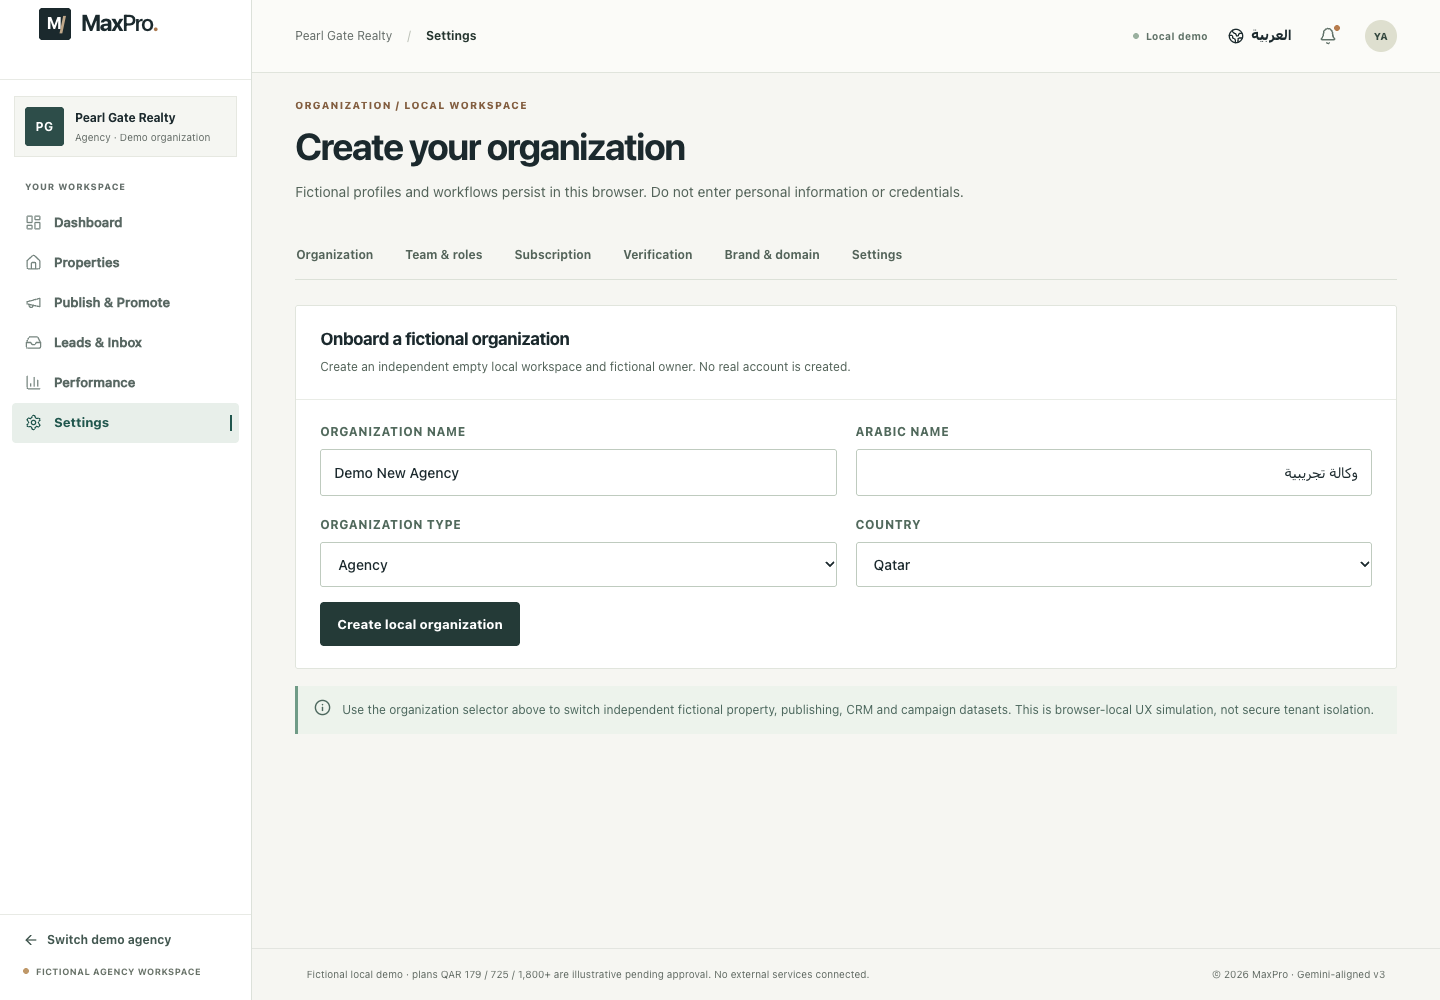 M/ MaxPro.
PG
Pearl Gate Realty
Agency · Demo organization
YOUR WORKSPACE
Dashboard
Properties
Publish & Promote
Leads & Inbox
Performance
Settings
Switch demo agency
FICTIONAL AGENCY WORKSPACE
Pearl Gate Realty / Settings
Local demo
العربية
YA
ORGANIZATION / LOCAL WORKSPACE
Create your organization
Fictional profiles and workflows persist in this browser. Do not enter personal information or credentials.
Organization Team & roles Subscription Verification Brand & domain Settings
Onboard a fictional organization
Create an independent empty local workspace and fictional owner. No real account is created.
ORGANIZATION NAME
Demo New Agency
ARABIC NAME
وكالة تجريبية
ORGANIZATION TYPE
Agency
COUNTRY
Qatar
Create local organization
Use the organization selector above to switch independent fictional property, publishing, CRM and campaign datasets. This is browser-local UX simulation, not secure tenant isolation.
Fictional local demo · plans QAR 179 / 725 / 1,800+ are illustrative pending approval. No external services connected.
© 2026 MaxPro · Gemini-aligned v3